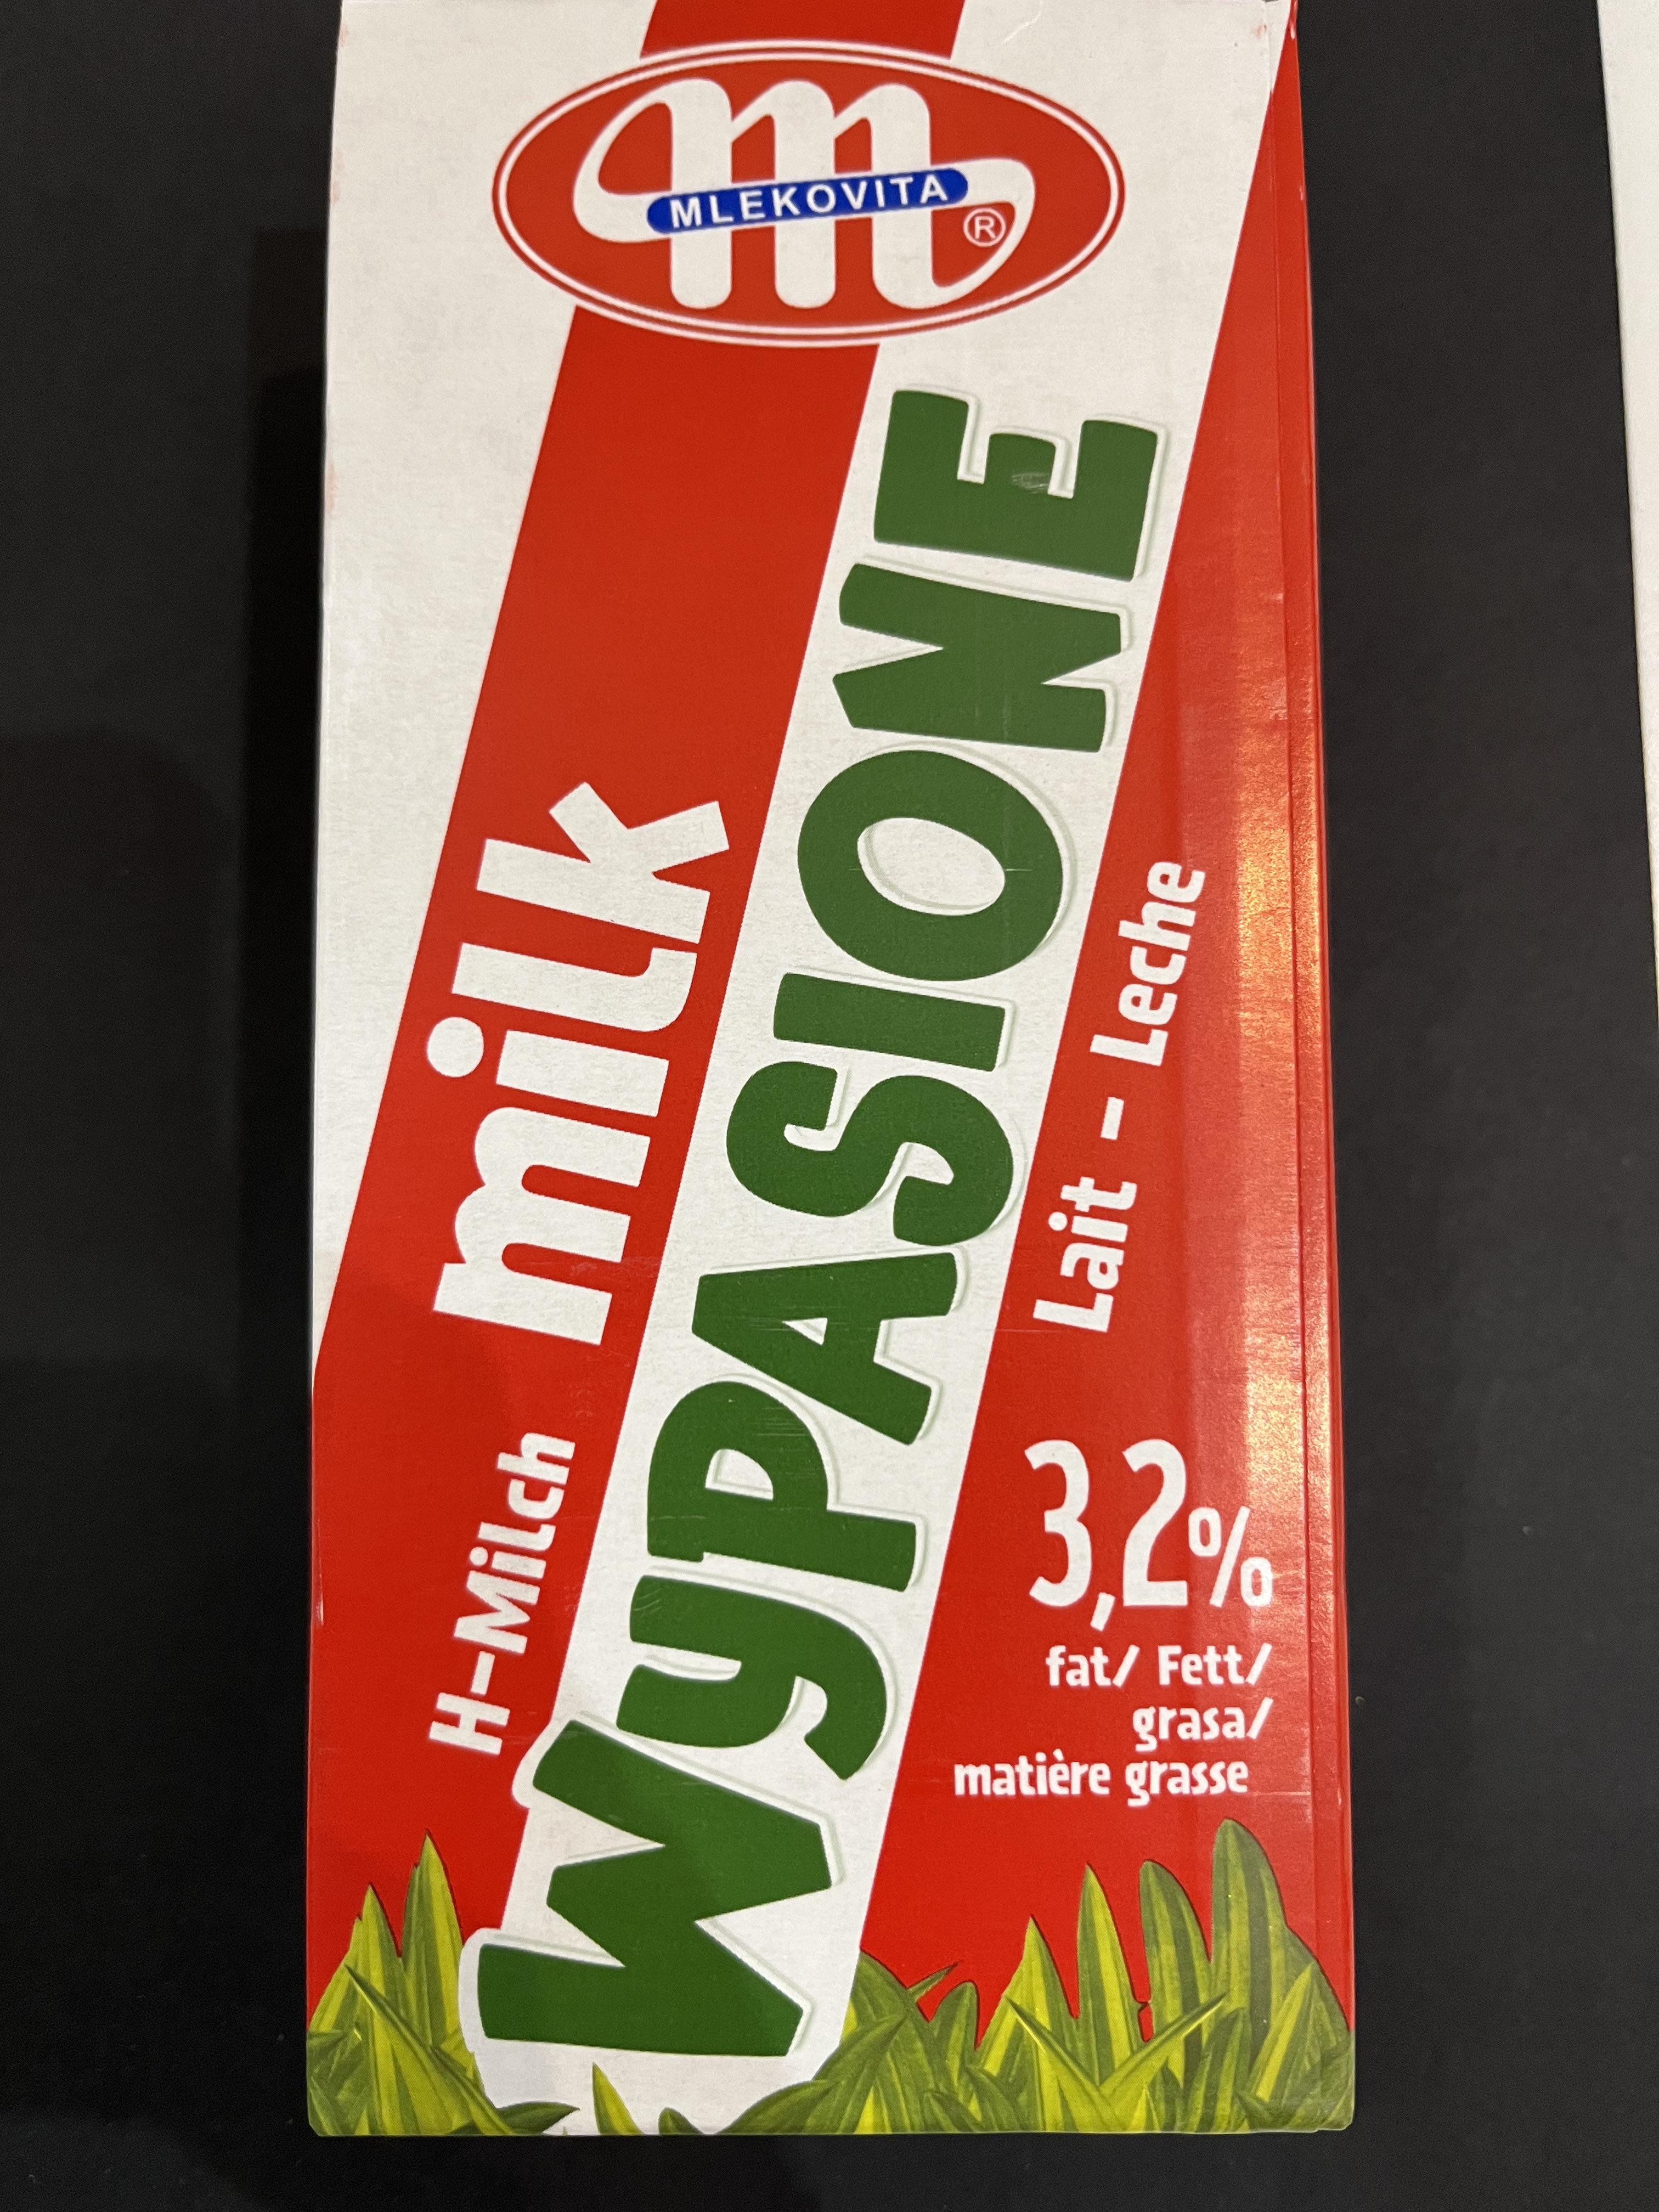 m
MLEKOVITA
®
milk
H-Milch
WyPASIONE
Lait - Leche
3,2%
fat/ Fett/
grasa/
matière grasse